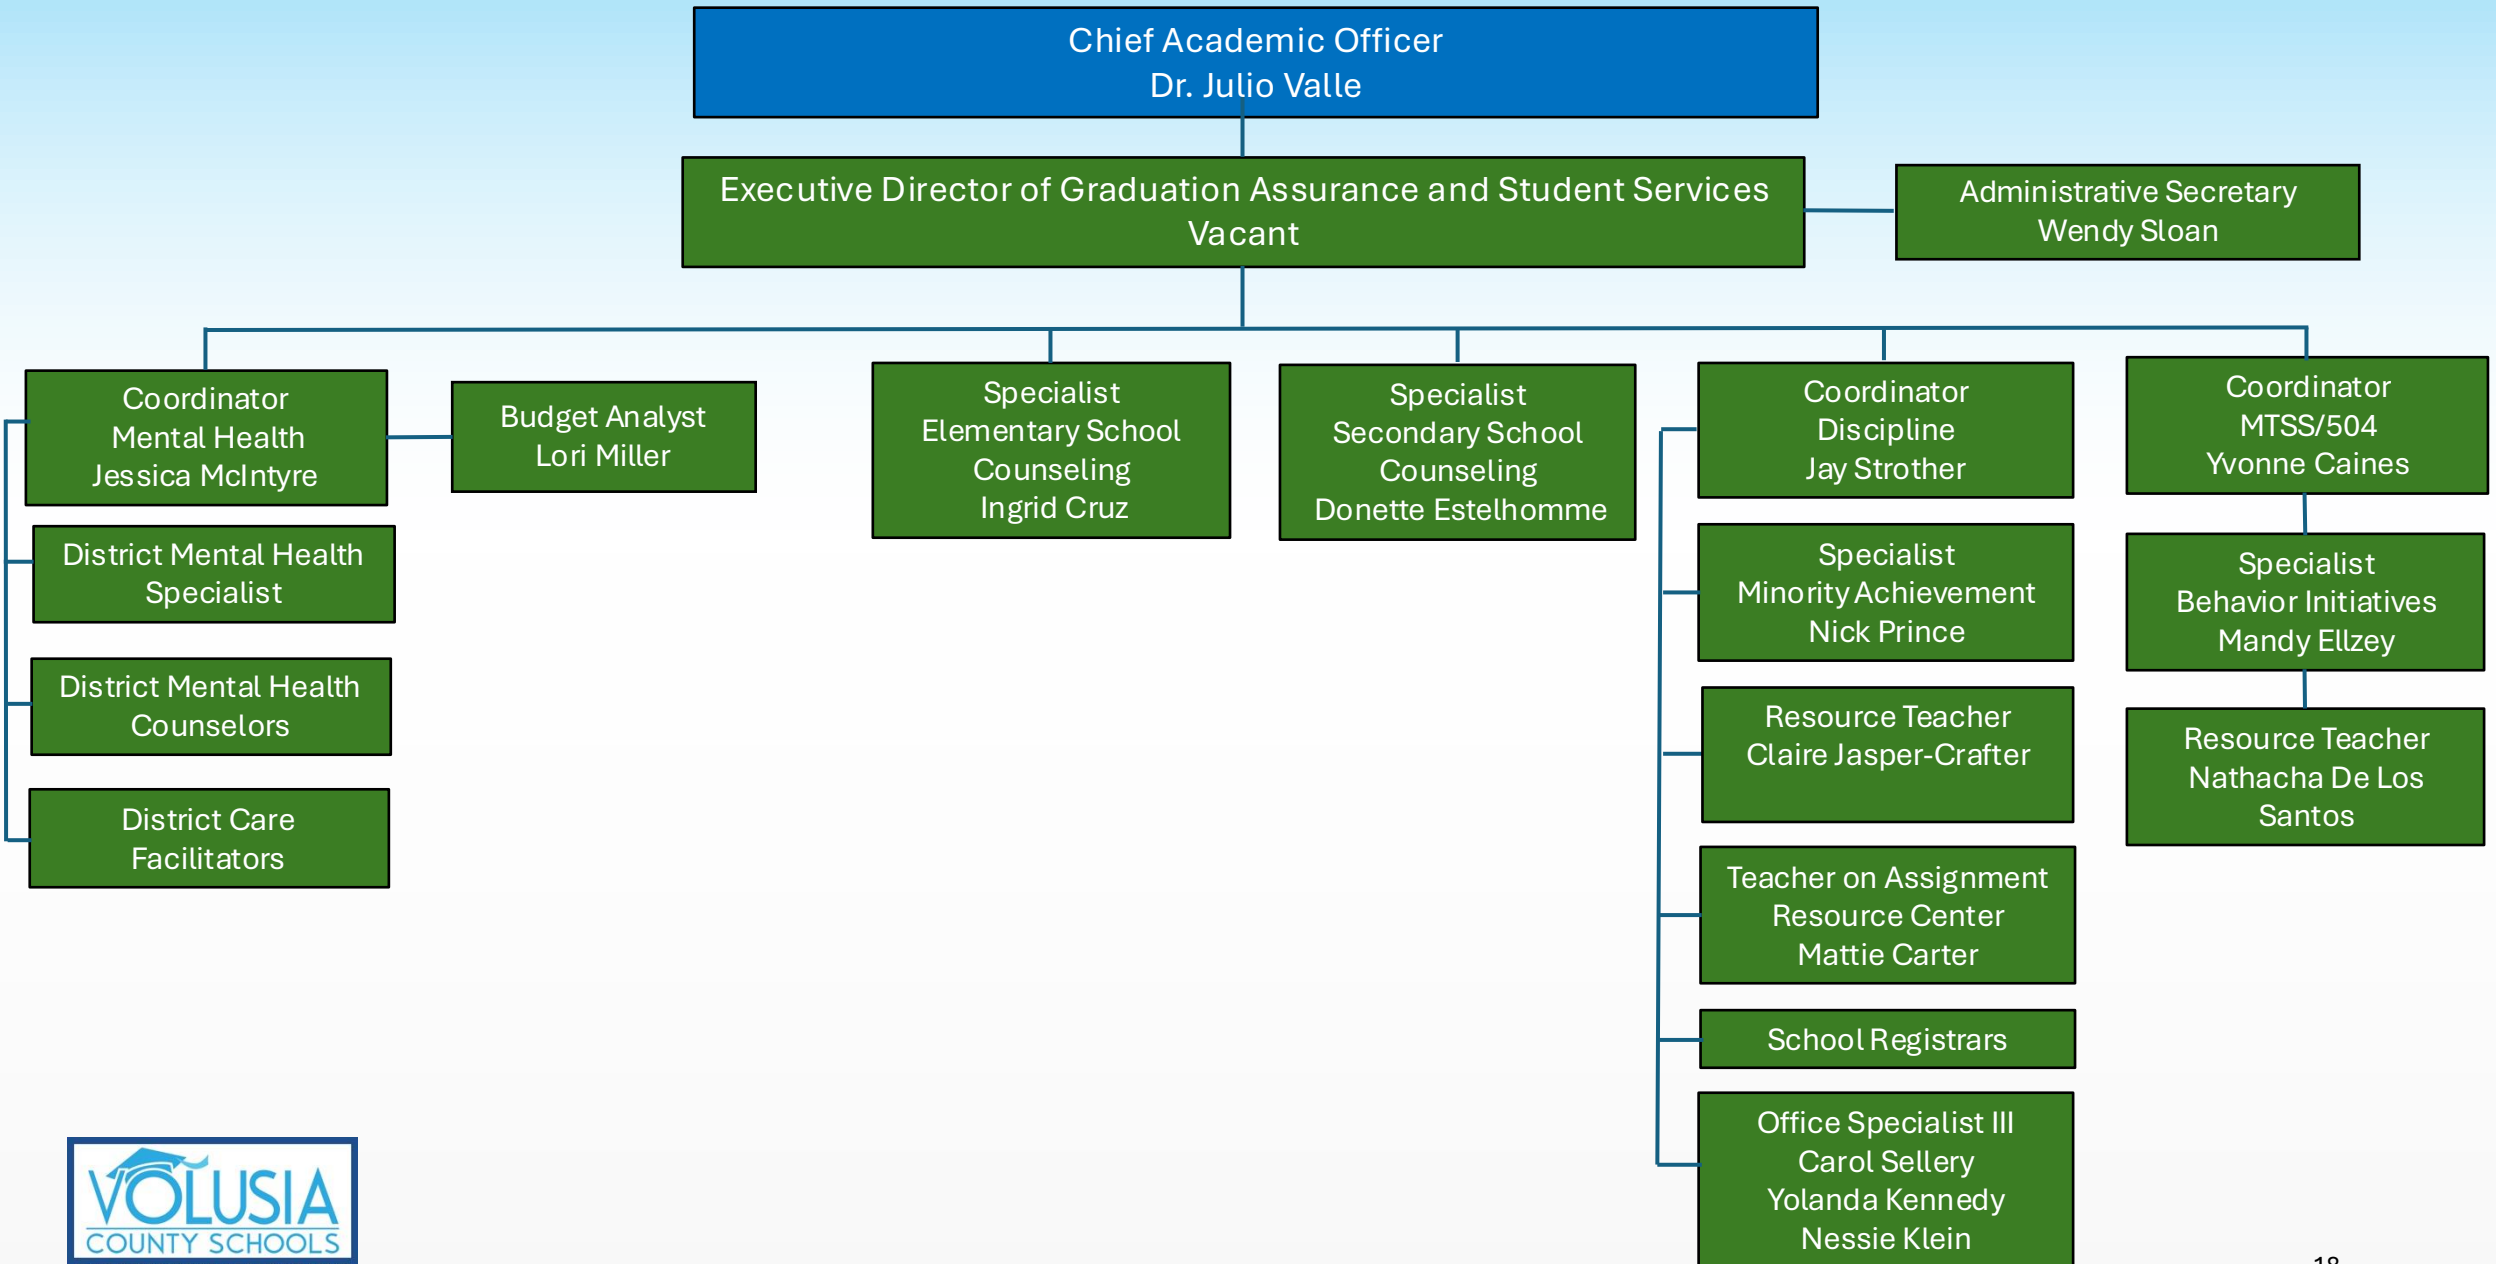 Chief Academic Officer
Dr. Julio Valle
Executive Director of Graduation Assurance and Student Services
Vacant
Administrative Secretary
Wendy Sloan
Coordinator
Mental Health
Jessica McIntyre
Budget Analyst
Lori Miller
Specialist
Elementary School
Counseling
Ingrid Cruz
Specialist
Secondary School
Counseling
Donette Estelhomme
Coordinator
Discipline
Jay Strother
Coordinator
MTSS/504
Yvonne Caines
District Mental Health
Specialist
District Mental Health
Counselors
District Care
Facilitators
Specialist
Minority Achievement
Nick Prince
Resource Teacher
Claire Jasper-Crafter
Teacher on Assignment
Resource Center
Mattie Carter
School Registrars
Office Specialist III
Carol Sellery
Yolanda Kennedy
Nessie Klein
Specialist
Behavior Initiatives
Mandy Ellzey
Resource Teacher
Nathacha De Los
Santos
VOLUSIA
COUNTY SCHOOLS
18